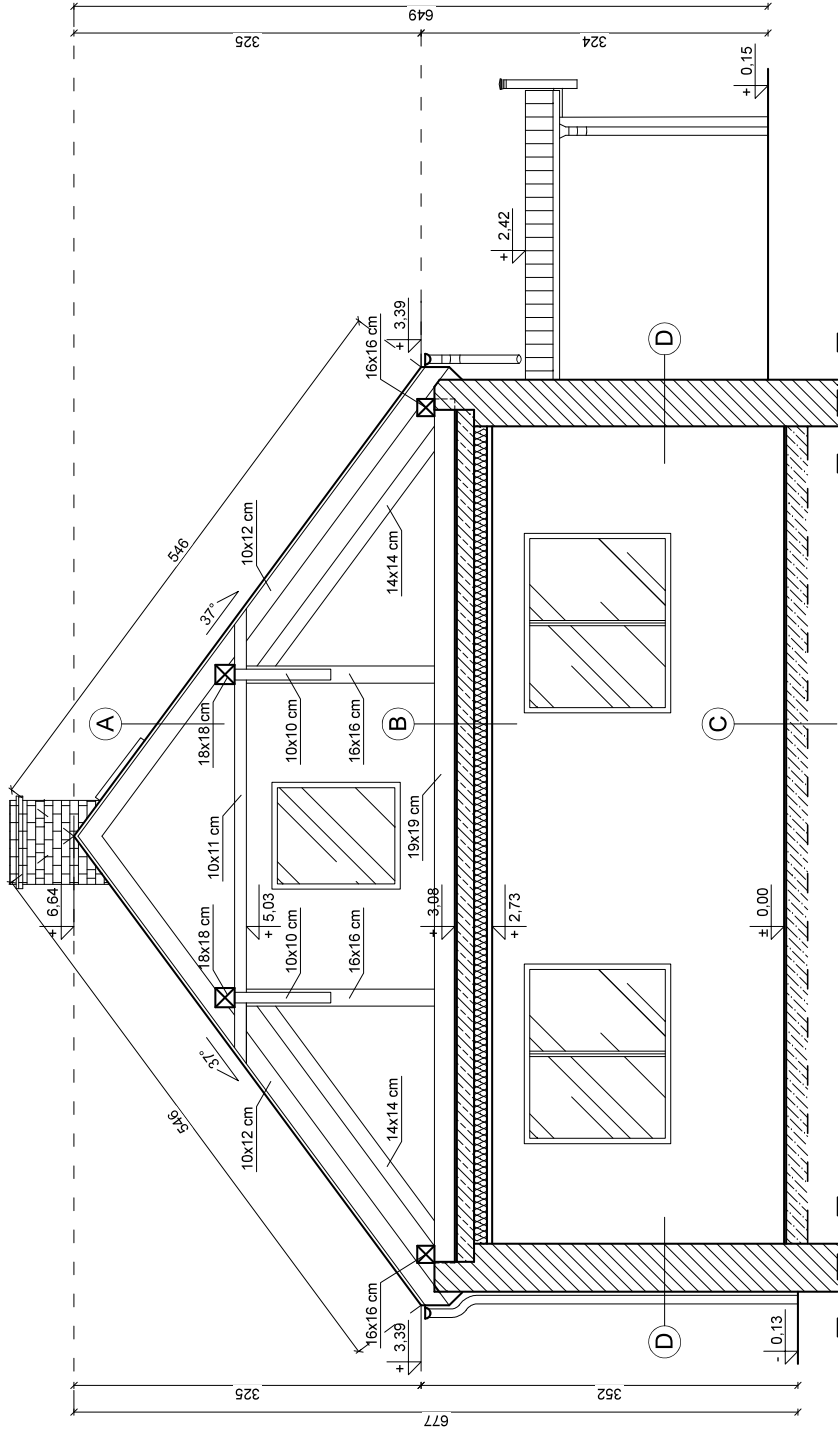 649
325
324
+ 0,15
+ 2,42
+ 3,39
16x16 cm
546
10x12 cm
14x14 cm
37°
A
18x18 cm
10x10 cm
16x16 cm
B
C
D
10x11 cm
19x19 cm
+ 6,64
+ 5,03
+ 3,08
+ 2,73
± 0,00
18x18 cm
10x10 cm
16x16 cm
37°
10x12 cm
14x14 cm
546
16x16 cm
+ 3,39
D
- 0,13
325
352
677